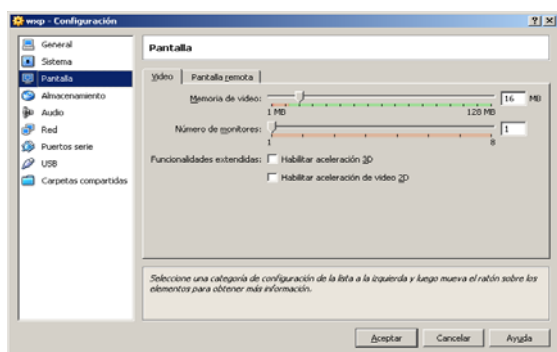 wxp - Configuración
General
Sistema
Pantalla
Almacenamiento
Audio
Red
Puertos serie
USB
Carpetas compartidas
Pantalla
Video
Pantalla remota
Memoria de video:
16 MB
1 MB
128 MB
Número de monitores:
1
1
8
Funcionalidades extendidas:
Habilitar aceleración 3D
Habilitar aceleración de video 2D
Seleccione una categoría de configuración de la lista a la izquierda y luego mueva el ratón sobre los
elementos para obtener más información.
Aceptar
Cancelar
Ayuda